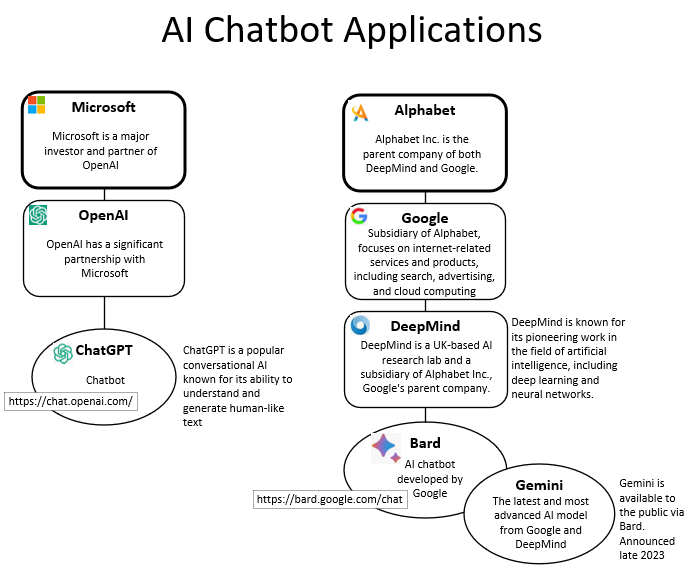 AI Chatbot Applications
Microsoft
Microsoft is a major
investor and partner of
OpenAI
OpenAI
OpenAI has a significant
partnership with
Microsoft
ChatGPT
Chatbot
https://chat.openai.com/
ChatGPT is a popular
conversational AI
known for its ability to
understand and
generate human-like
text
Alphabet
Alphabet Inc. is the
parent company of both
DeepMind and Google.
Google
Subsidiary of Alphabet,
focuses on internet-related
services and products,
including search, advertising,
and cloud computing
DeepMind
DeepMind is a UK-based AI
research lab and a
subsidiary of Alphabet Inc.,
Google's parent company.
DeepMind is known for
its pioneering work in
the field of artificial
intelligence, including
deep learning and
neural networks.
Bard
AI chatbot
developed by
Google
https://bard.google.com/chat
Gemini
The latest and most
advanced AI model
from Google and
DeepMind
Gemini is
available to
the public via
Bard.
Announced
late 2023